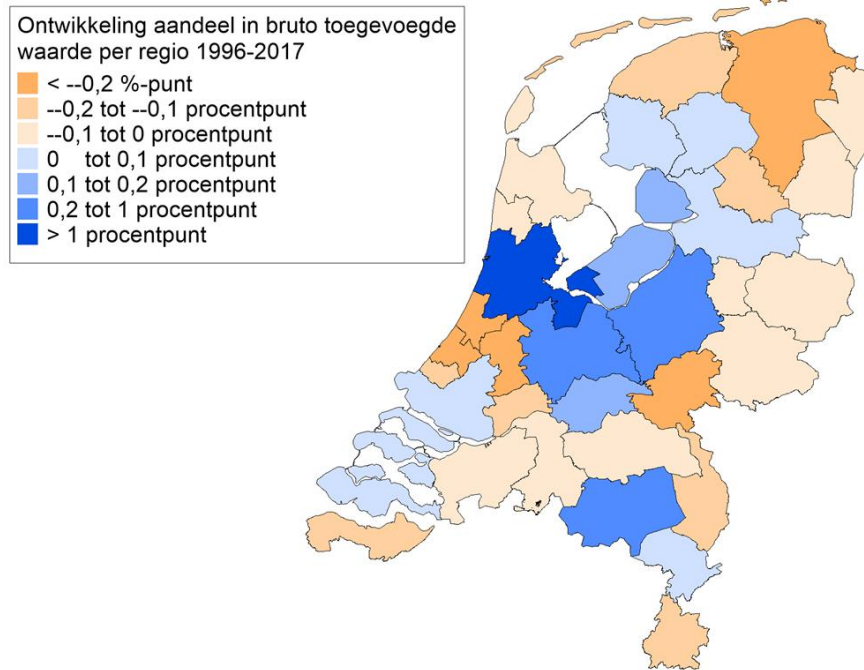 Ontwikkeling aandeel in bruto toegevoegde
waarde per regio 1996-2017
< --0,2 %-punt
--0,2 tot --0,1 procentpunt
--0,1 tot 0 procentpunt
0 tot 0,1 procentpunt
0,1 tot 0,2 procentpunt
0,2 tot 1 procentpunt
> 1 procentpunt